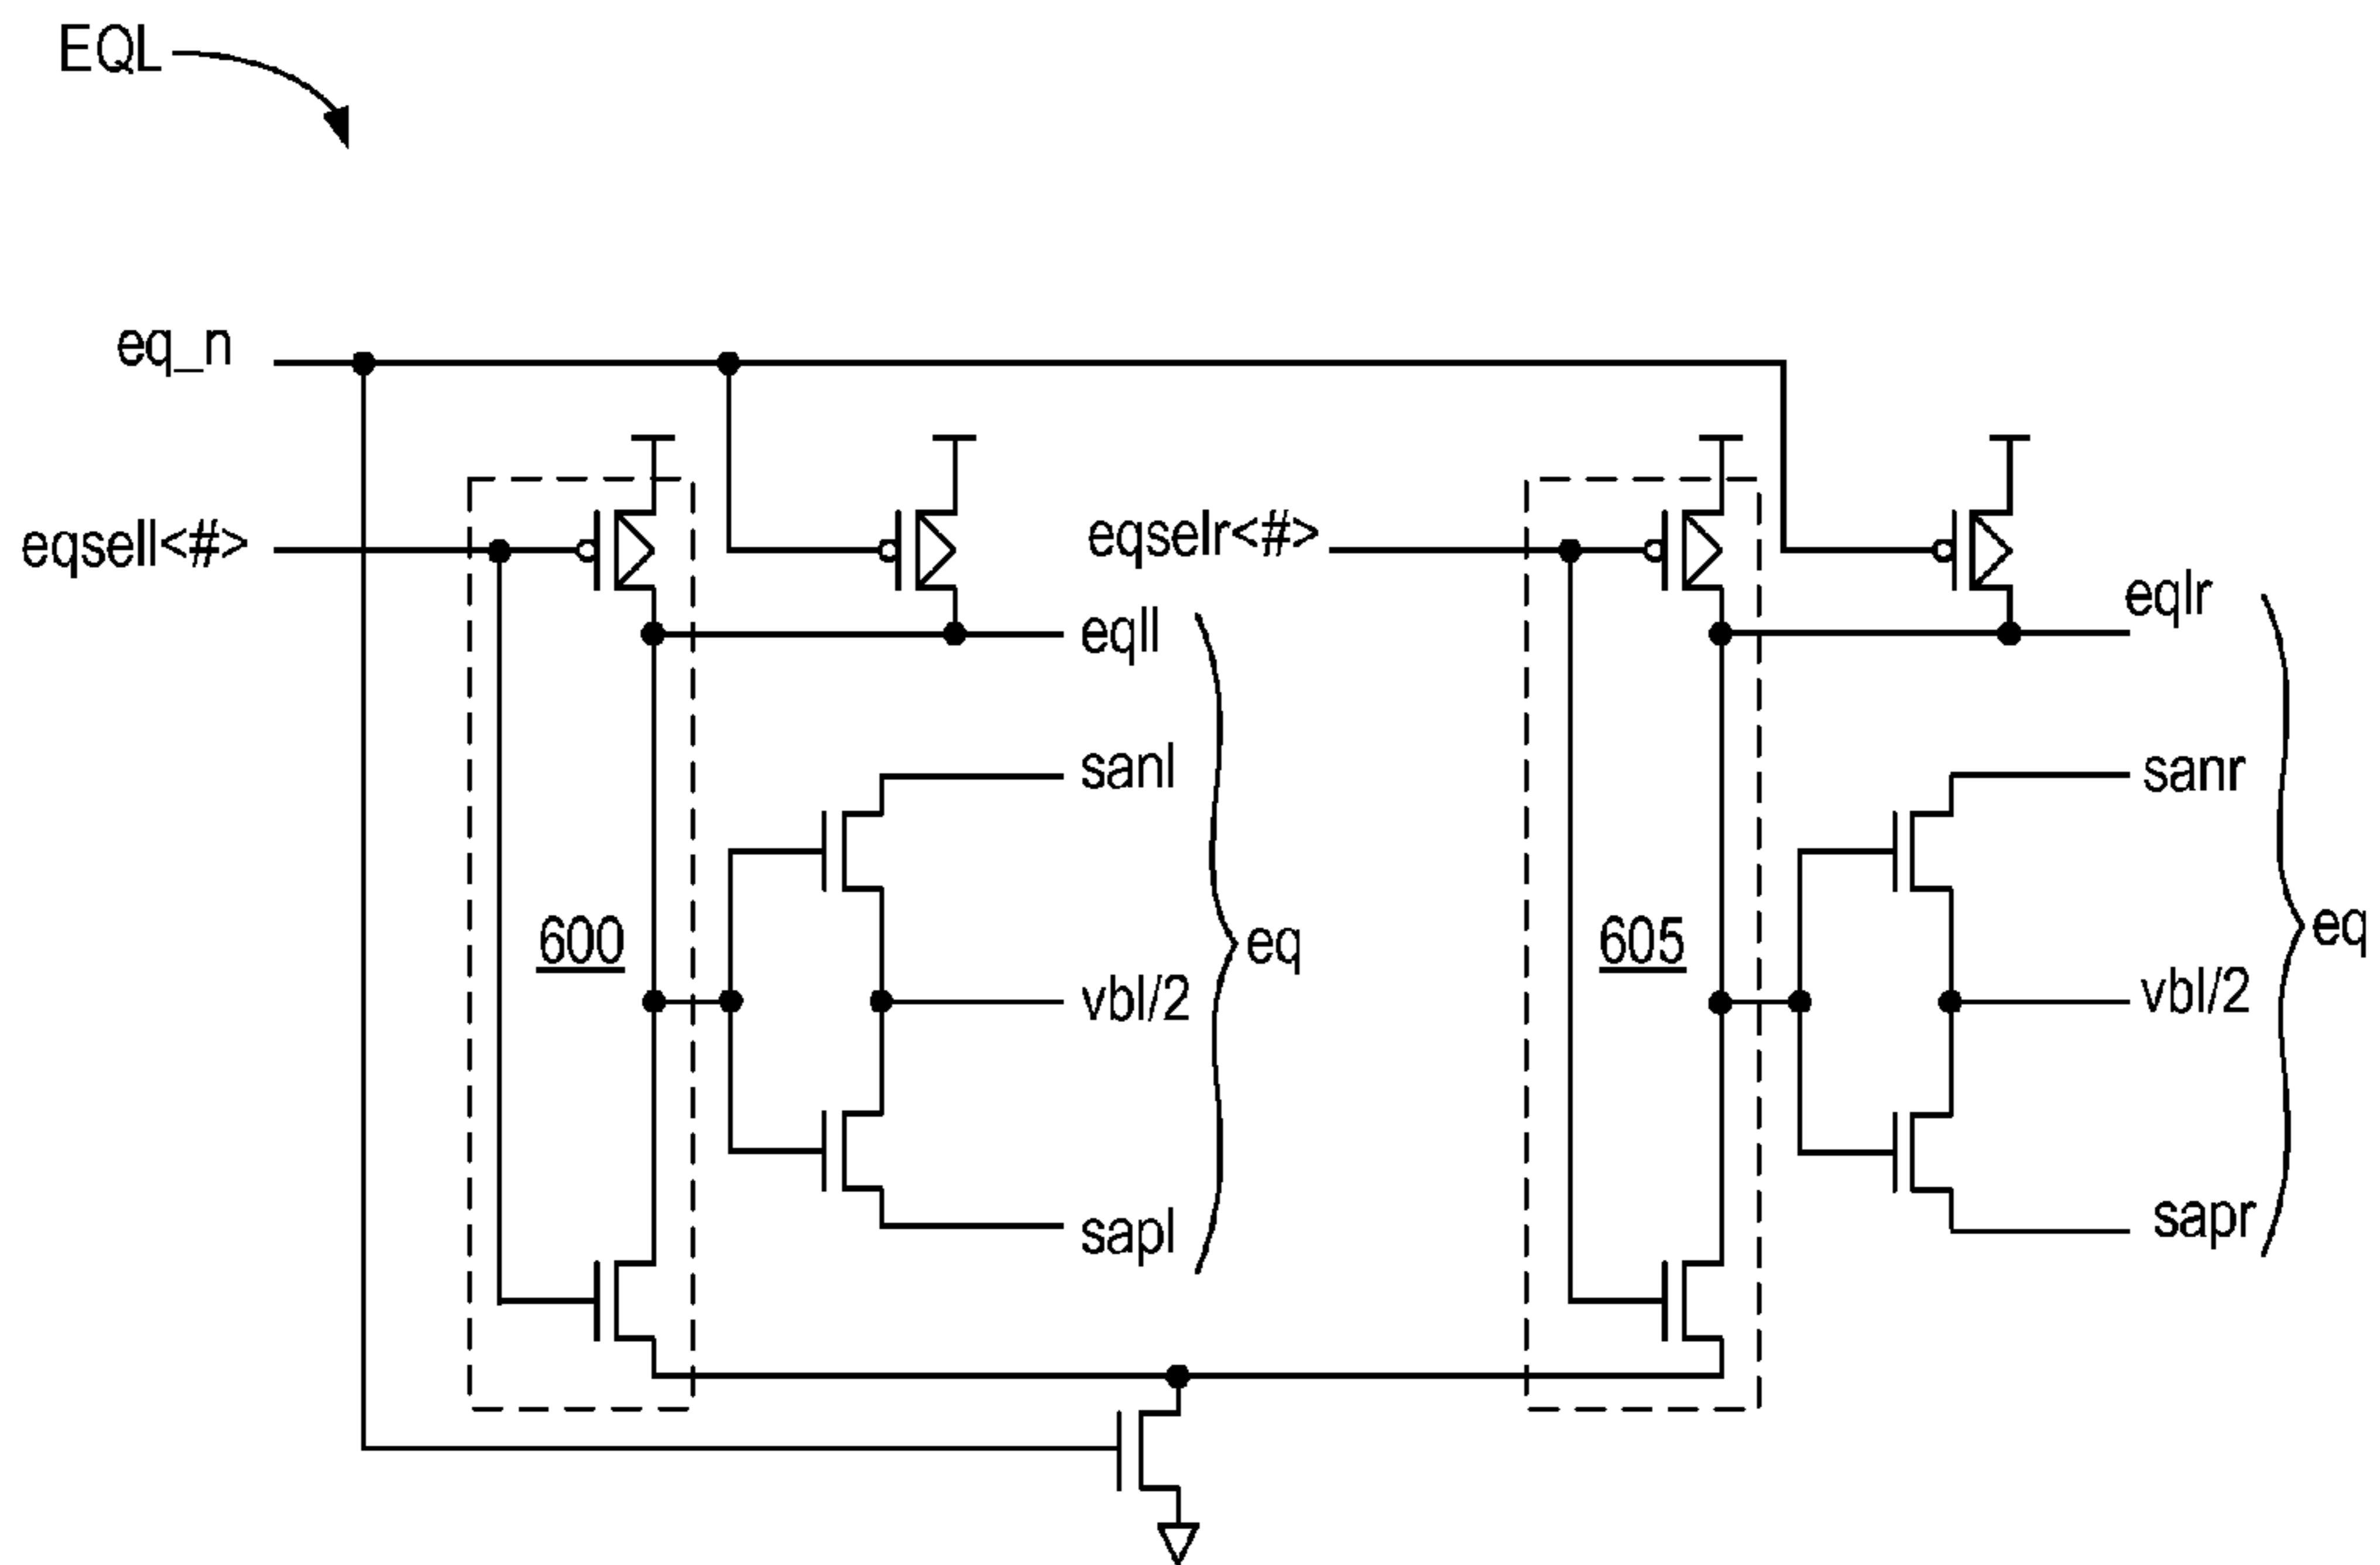 EQL
eq_n
eqsell<#>
eqselr<#>
eqll
eqlr
sanl
sanr
600
eq
605
eq
vbl/2
vbl/2
sapl
sapr